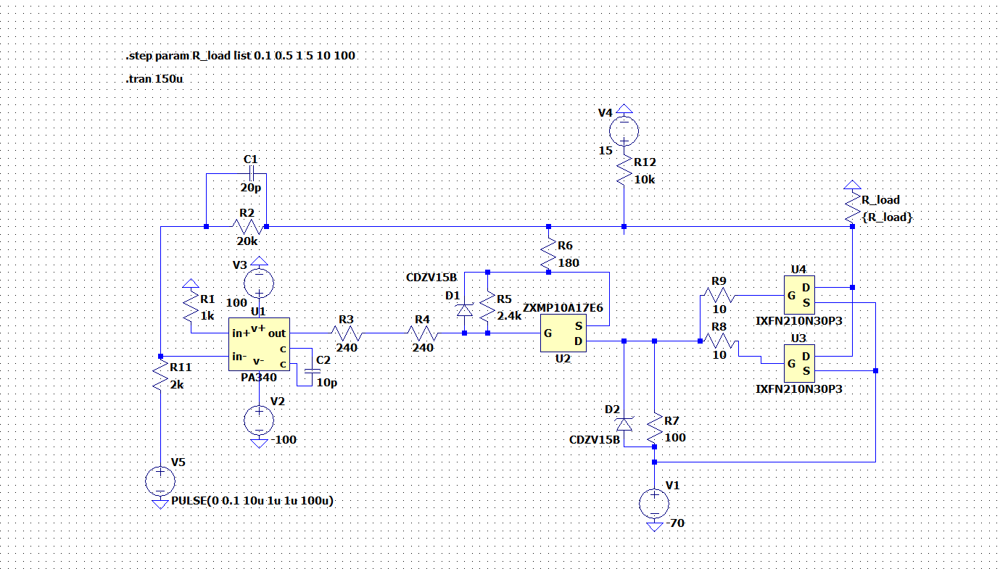 .step param R_load list 0.1 0.5 1 5 10 100
.tran 150u
V4
15
R12
10k
C1
20p
R2
20k
R_load
{R_load}
R6
180
V3
100
CDZV15B
D1
R5
2.4k
ZXMP10A17E6
G
S
D
U2
R1
1k
U1
in+
v+
out
in-
v-
C
C
PA340
R3
240
R4
240
C2
10p
R11
2k
V2
-100
V5
PULSE(0 0.1 10u 1u 1u 100u)
R9
10
R8
10
U4
D
G
S
IXFN210N30P3
U3
D
G
S
IXFN210N30P3
D2
CDZV15B
R7
100
V1
-70